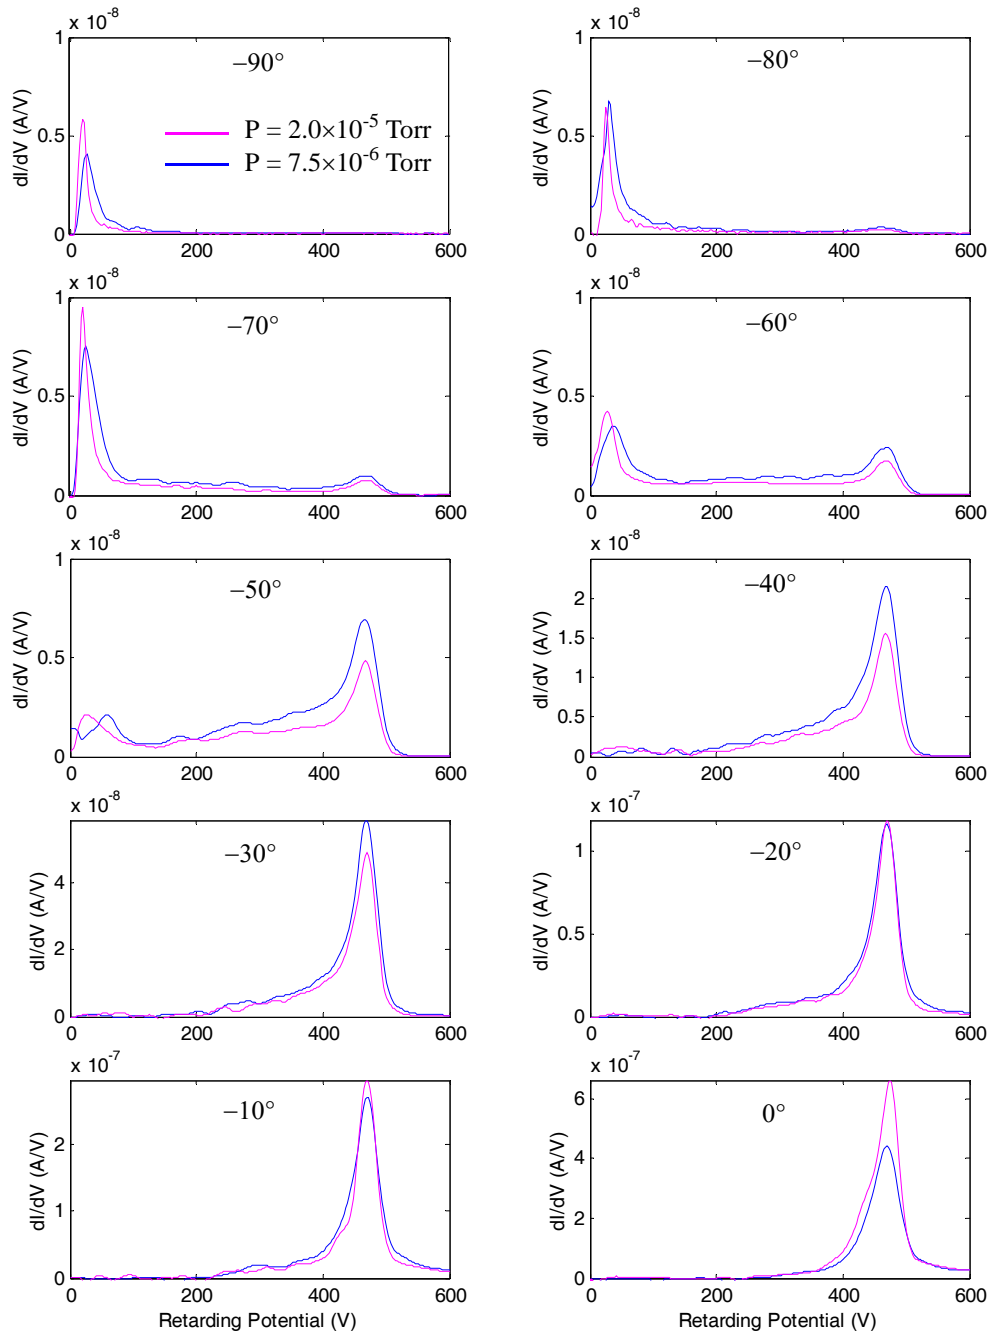 x 10^-8
1
0.5
0
dI/dV (A/V)
−90°
P = 2.0×10^-5 Torr
P = 7.5×10^-6 Torr
0 200 400 600
x 10^-8
1
0.5
0
dI/dV (A/V)
−80°
0 200 400 600
x 10^-8
1
0.5
0
dI/dV (A/V)
−70°
0 200 400 600
x 10^-8
1
0.5
0
dI/dV (A/V)
−60°
0 200 400 600
x 10^-8
1
0.5
0
dI/dV (A/V)
−50°
0 200 400 600
x 10^-8
2
1.5
1
0.5
0
dI/dV (A/V)
−40°
0 200 400 600
x 10^-8
4
2
0
dI/dV (A/V)
−30°
0 200 400 600
x 10^-7
1
0.5
0
dI/dV (A/V)
−20°
0 200 400 600
x 10^-7
2
1
0
dI/dV (A/V)
−10°
0 200 400 600
Retarding Potential (V)
x 10^-7
6
4
2
0
dI/dV (A/V)
0°
0 200 400 600
Retarding Potential (V)